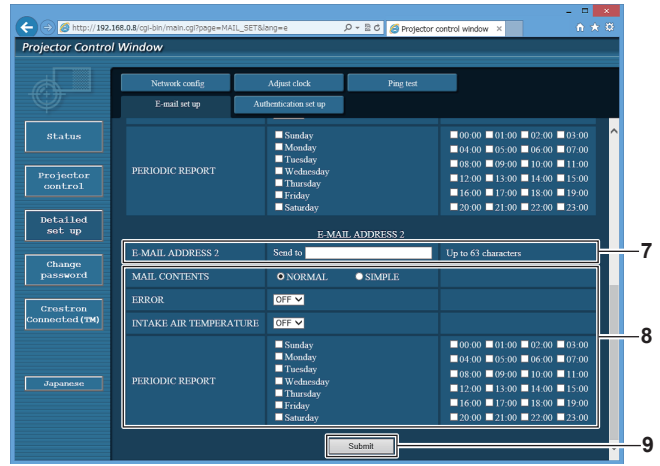 http://192.168.0.8/cgi-bin/main.cgi?page=MAIL_SET&lang=e
Projector control window
Projector Control Window
Network config Adjust clock Ping test
E-mail set up Authentication set up
Status
Projector control
Detailed set up
Change password
Crestron Connected(TM)
Japanese
PERIODIC REPORT
Sunday
Monday
Tuesday
Wednesday
Thursday
Friday
Saturday
00:00 01:00 02:00 03:00
04:00 05:00 06:00 07:00
08:00 09:00 10:00 11:00
12:00 13:00 14:00 15:00
16:00 17:00 18:00 19:00
20:00 21:00 22:00 23:00
E-MAIL ADDRESS 2
E-MAIL ADDRESS 2 Send to Up to 63 characters
7
MAIL CONTENTS NORMAL SIMPLE
ERROR OFF
INTAKE AIR TEMPERATURE OFF
8
PERIODIC REPORT
Sunday
Monday
Tuesday
Wednesday
Thursday
Friday
Saturday
00:00 01:00 02:00 03:00
04:00 05:00 06:00 07:00
08:00 09:00 10:00 11:00
12:00 13:00 14:00 15:00
16:00 17:00 18:00 19:00
20:00 21:00 22:00 23:00
Submit
9